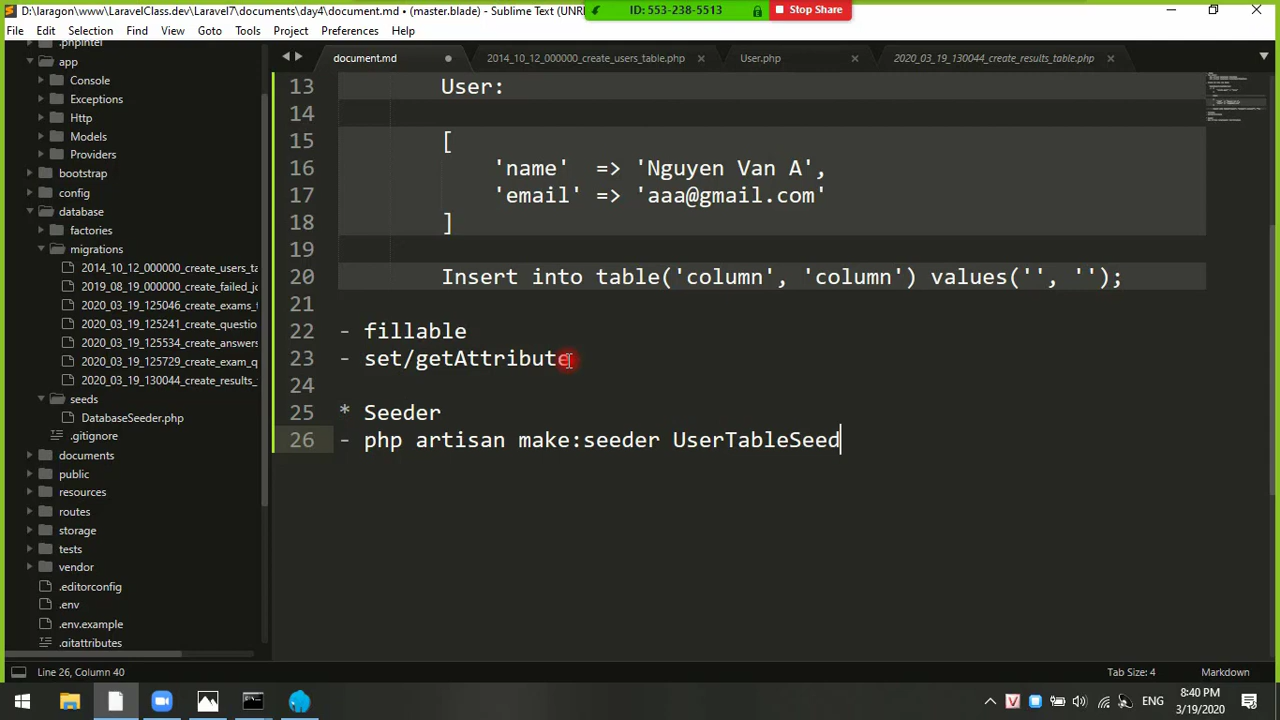 D:\laragon\www\LaravelClass.dev\Laravel7\documents\day4\document.md • (master.blade) - Sublime Text (UNRE
ID: 553-238-5513
Stop Share
File Edit Selection Find View Goto Tools Project Preferences Help
.phpintel
app
Console
Exceptions
Http
Models
Providers
bootstrap
config
database
factories
migrations
2014_10_12_000000_create_users_ta
2019_08_19_000000_create_failed_jo
2020_03_19_125046_create_exams_t
2020_03_19_125241_create_question
2020_03_19_125534_create_answers
2020_03_19_125729_create_exam_q
2020_03_19_130044_create_results_t
seeds
DatabaseSeeder.php
.gitignore
documents
public
resources
routes
storage
tests
vendor
.editorconfig
.env
.env.example
.gitattributes
document.md
2014_10_12_000000_create_users_table.php
User.php
2020_03_19_130044_create_results_table.php
13 User:
14
15 [
16 'name' => 'Nguyen Van A',
17 'email' => 'aaa@gmail.com'
18 ]
19
20 Insert into table('column', 'column') values('', '');
21
22 - fillable
23 - set/getAttribute
24
25 * Seeder
26 - php artisan make:seeder UserTableSeed
Line 26, Column 40
Tab Size: 4
Markdown
ENG
8:40 PM
3/19/2020